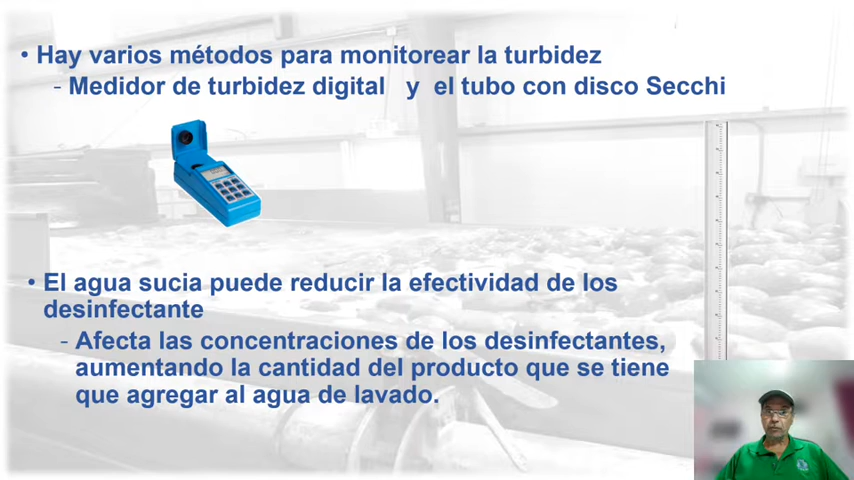 • Hay varios métodos para monitorear la turbidez
- Medidor de turbidez digital y el tubo con disco Secchi
• El agua sucia puede reducir la efectividad de los
desinfectante
- Afecta las concentraciones de los desinfectantes,
aumentando la cantidad del producto que se tiene
que agregar al agua de lavado.